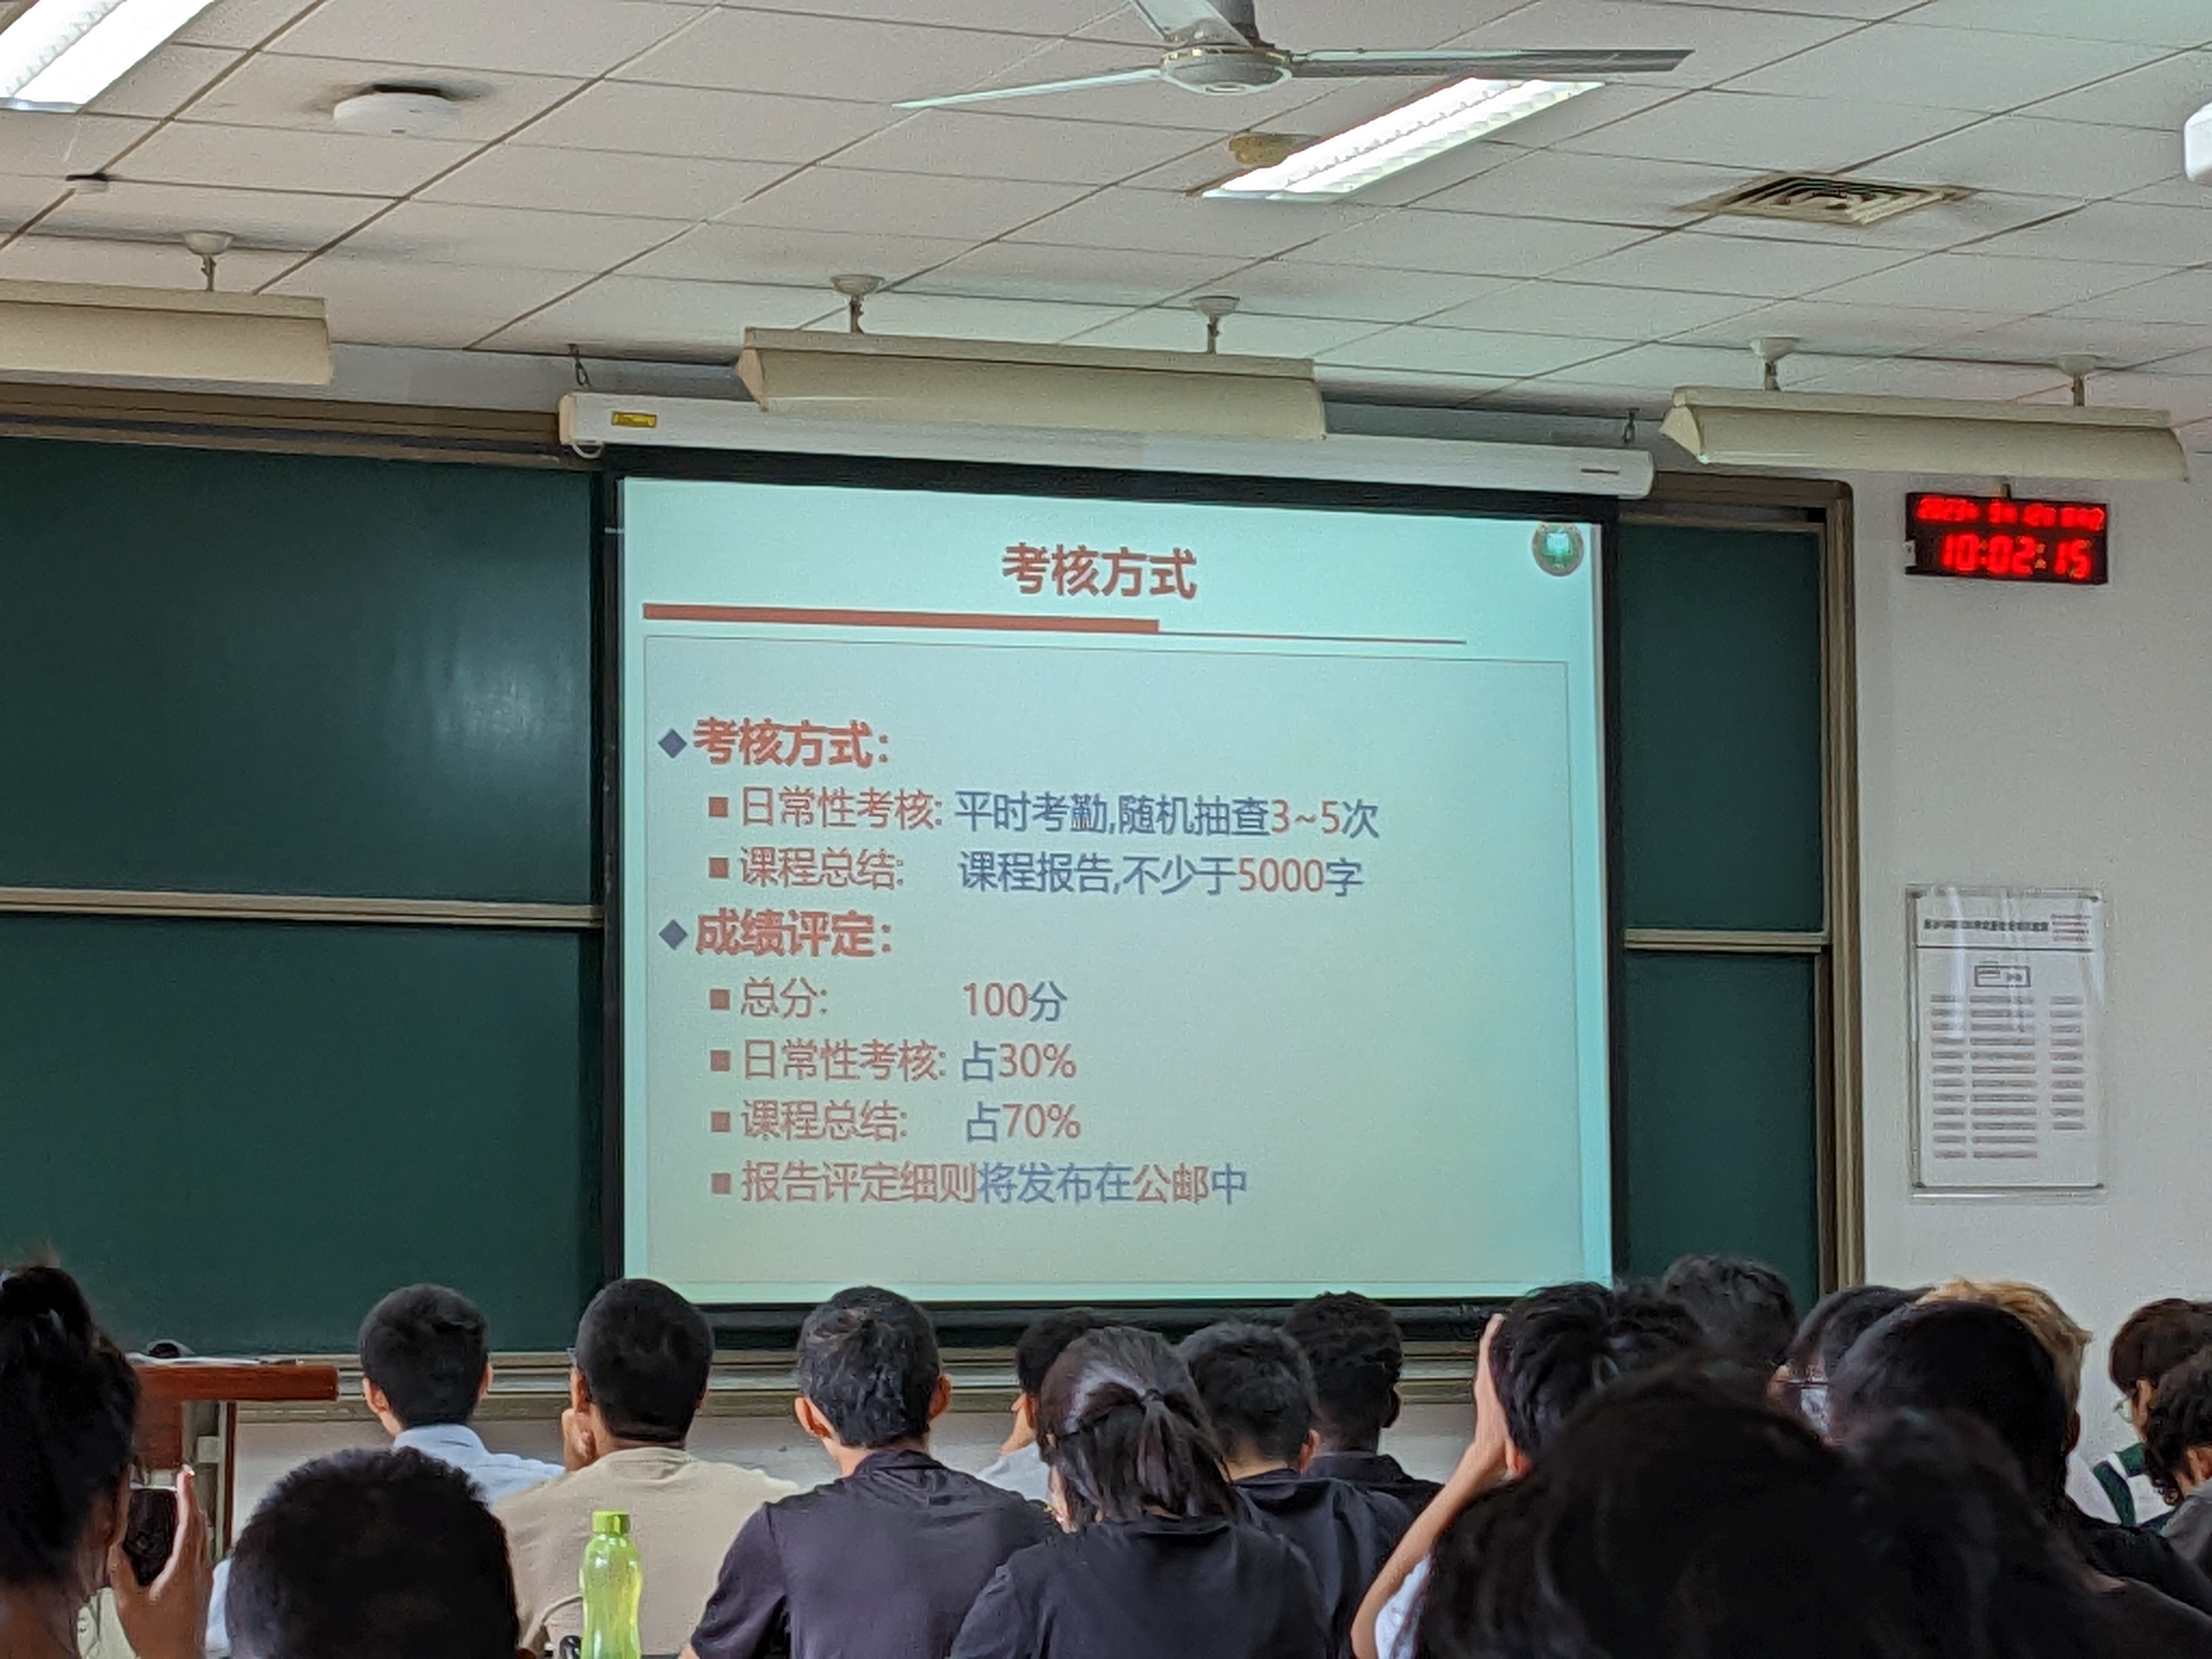 考核方式
10:02:15
考核方式:
日常性考核: 平时考勤,随机抽查3~5次
课程总结: 课程报告,不少于5000字
成绩评定:
总分: 100分
日常性考核: 占30%
课程总结: 占70%
报告评定细则将发布在公邮中